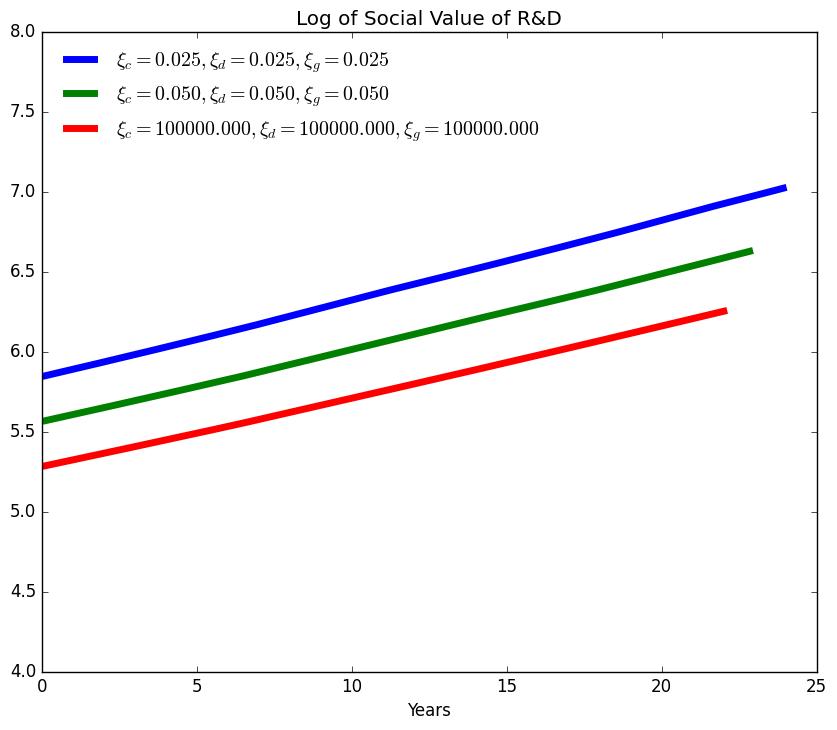 Log of Social Value of R&D
8.0
7.5
7.0
6.5
6.0
5.5
5.0
4.5
4.0
ξc = 0.025, ξd = 0.025, ξg = 0.025
ξc = 0.050, ξd = 0.050, ξg = 0.050
ξc = 100000.000, ξd = 100000.000, ξg = 100000.000
0 5 10 15 20 25
Years